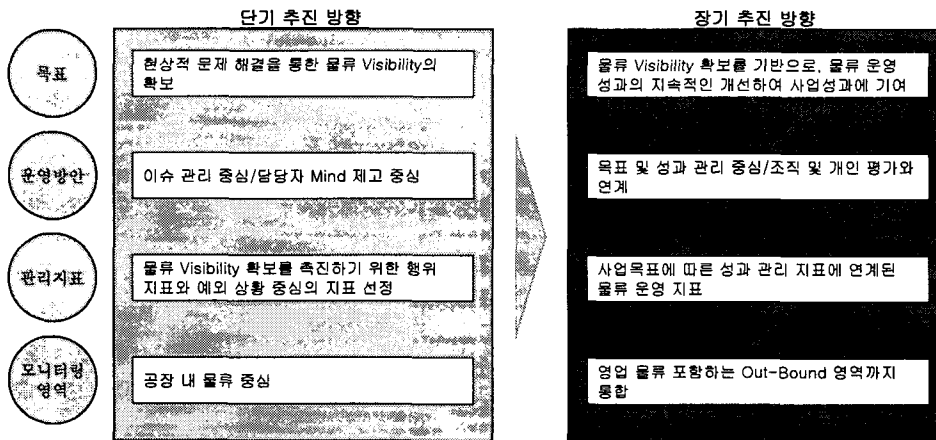 단기 추진 방향
장기 추진 방향
목표
현상적 문제 해결을 통한 물류 Visibility의
확보
물류 Visibility 확보를 기반으로, 물류 운영
성과의 지속적인 개선하여 사업성과에 기여
운영방안
이슈 관리 중심/담당자 Mind 제고 중심
목표 및 성과 관리 중심/조직 및 개인 평가와
연계
관리지표
물류 Visibility 확보를 촉진하기 위한 행위
지표와 예외 상황 중심의 지표 선정
사업목표에 따른 성과 관리 지표에 연계된
물류 운영 지표
모니터링
영역
공장 내 물류 중심
영업 물류 포함하는 Out-Bound 영역까지
통합